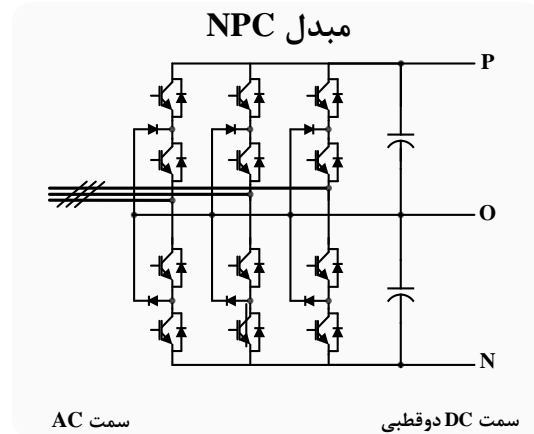 مبدل NPC
P
O
N
سمت DC دوقطبی
سمت AC